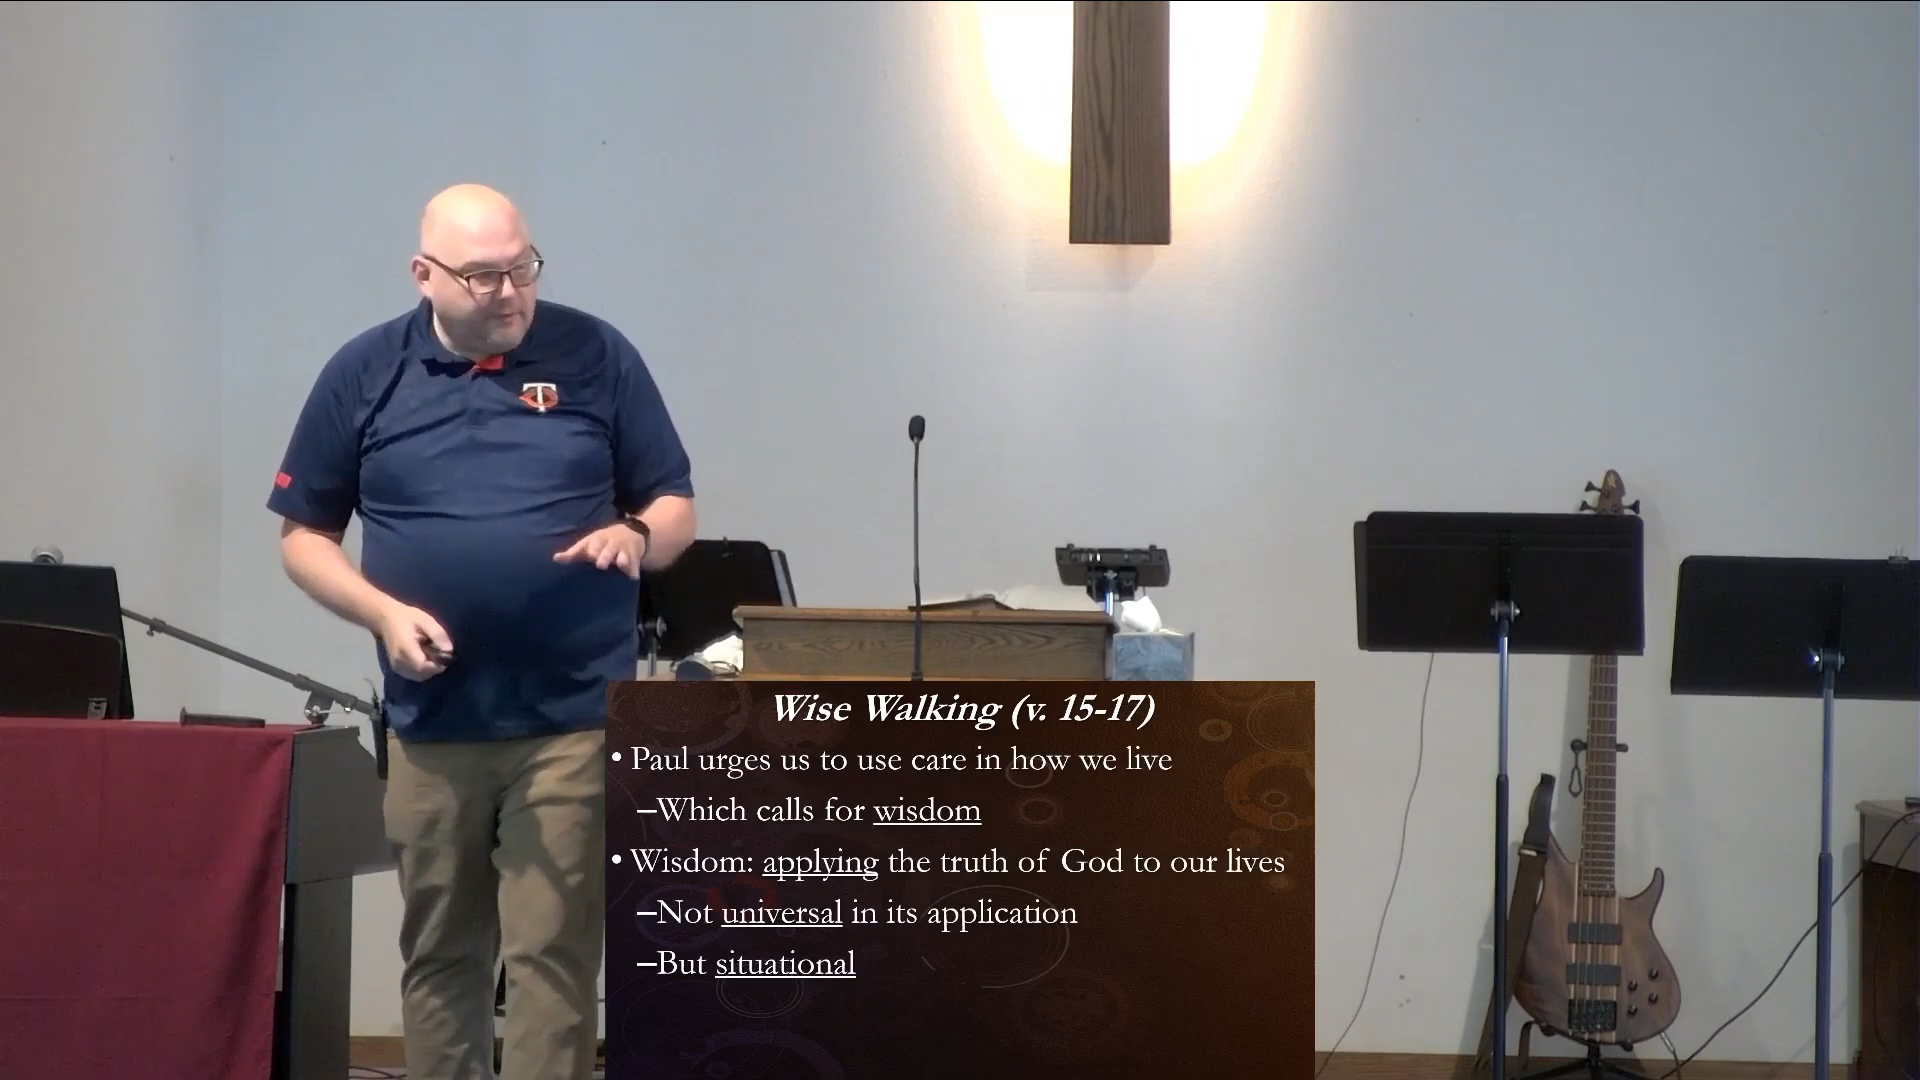 TC
Wise Walking (v. 15-17)
• Paul urges us to use care in how we live
–Which calls for wisdom
• Wisdom: applying the truth of God to our lives
–Not universal in its application
–But situational